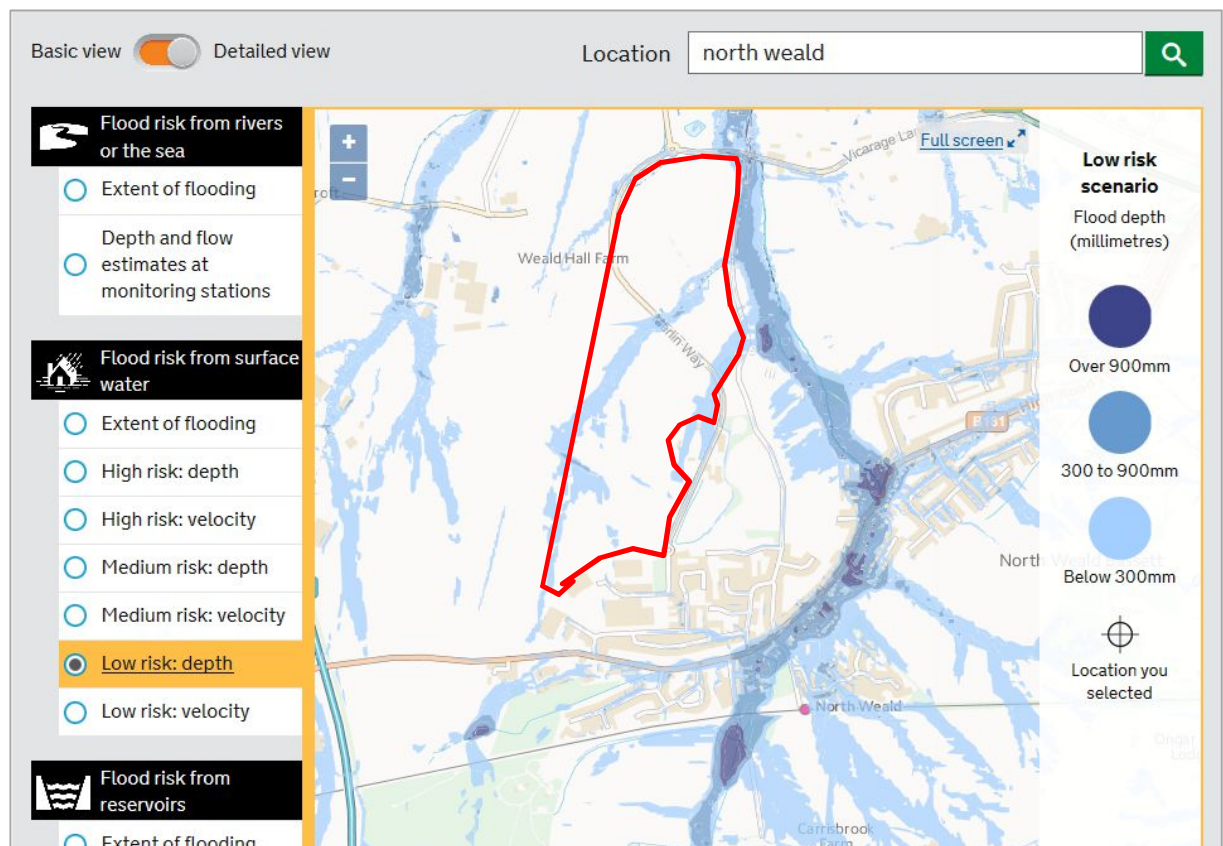 Basic view
Detailed view
Location
north weald
Flood risk from rivers
or the sea
Extent of flooding
Depth and flow
estimates at
monitoring stations
Flood risk from surface
water
Extent of flooding
High risk: depth
High risk: velocity
Medium risk: depth
Medium risk: velocity
Low risk: depth
Low risk: velocity
Flood risk from
reservoirs
Extent of flooding
+
−
Full screen
Vicarage La
Weald Hall Farm
Merlin Way
B181
North Weald Bassett
North Weald
Carrisbrook
Farm
Ongar
Low risk
scenario
Flood depth
(millimetres)
Over 900mm
300 to 900mm
Below 300mm
Location you
selected